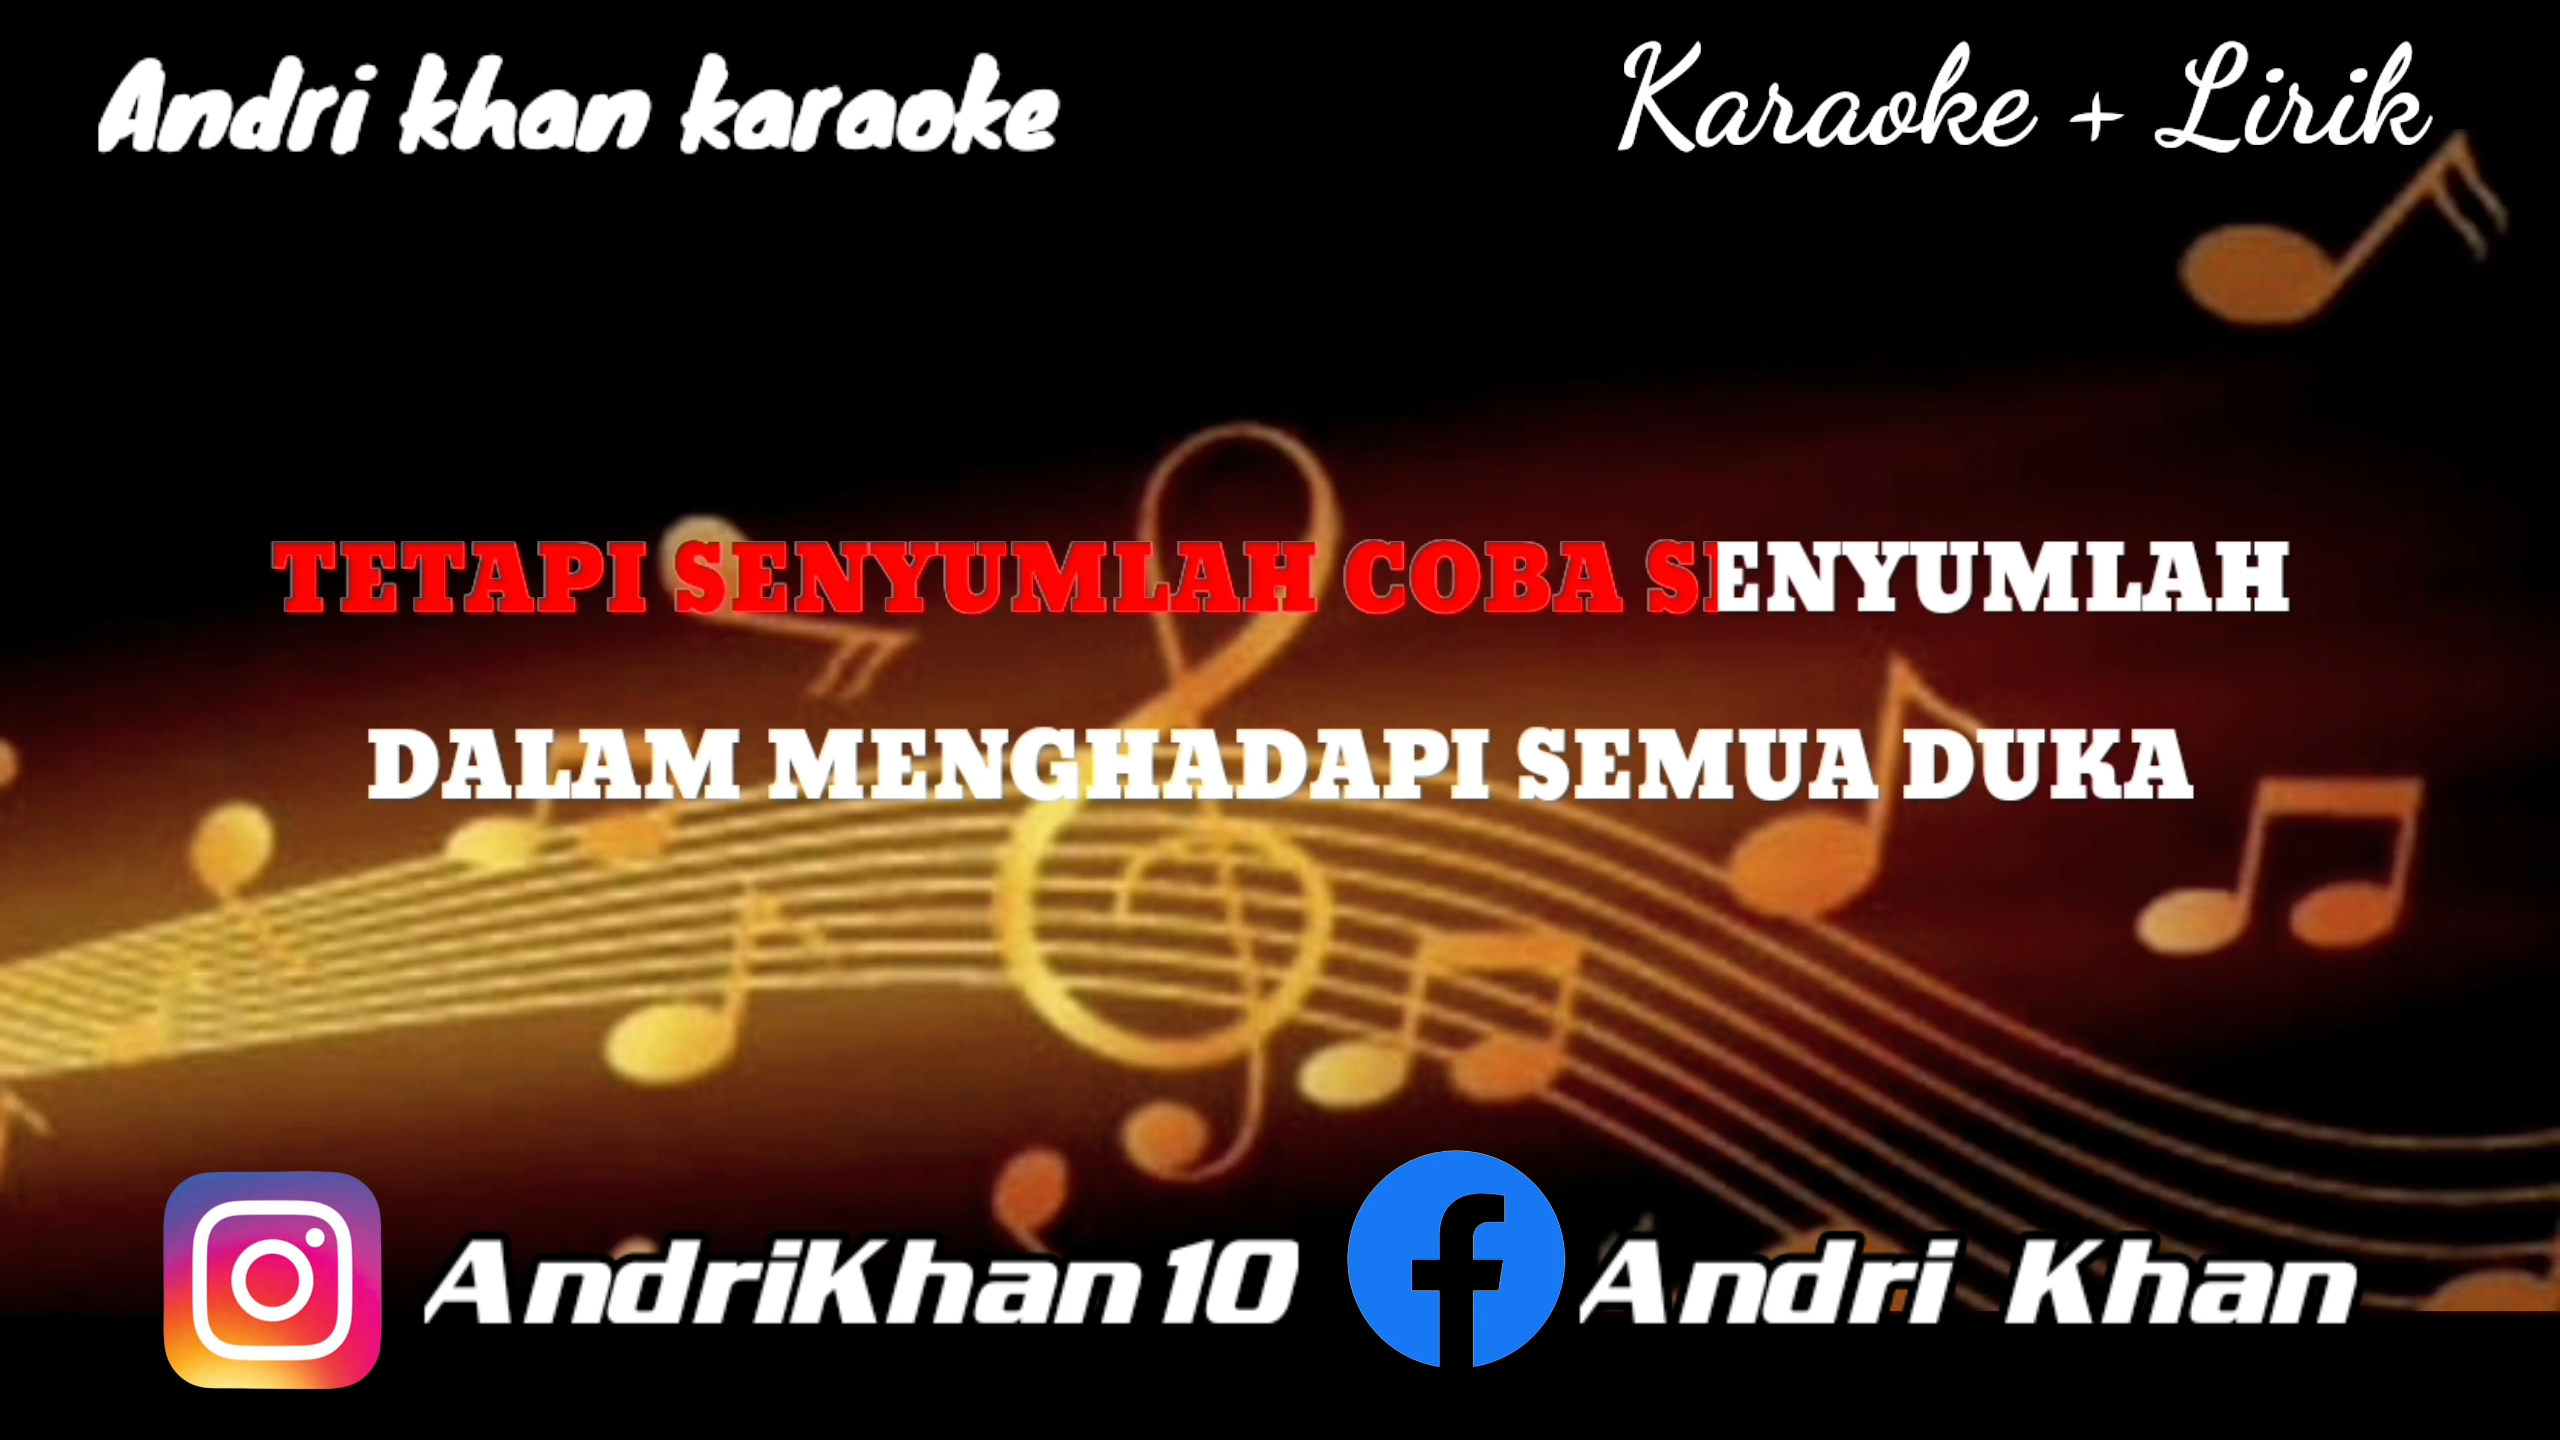 Andri khan karaoke
Karaoke + Lirik
TETAPI SENYUMLAH COBA SENYUMLAH
DALAM MENGHADAPI SEMUA DUKA
AndriKhan10
Andri Khan